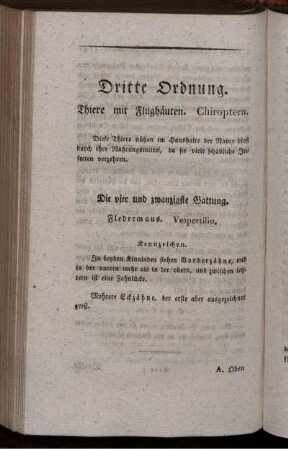 Dritte Ordnung.
Thiere mit Flughäuten. Chiroptern.
Diese Thiere nützen im Haushalte der Natur bloß
durch ihre Nahrungsmittel, da sie viele schädliche In-
sekten verzehren.
Die vier und zwanzigste Gattung.
Fledermaus. Vespertilio.
Kennzeichen.
In beyden Kinnladen stehen Vorderzähne, und
in der untern mehr als in der obern, und zwischen letz-
tern ist eine Zahnlücke.
Mehrere Eckzähne, der erste aber ausgezeichnet
groß.
A. Oben